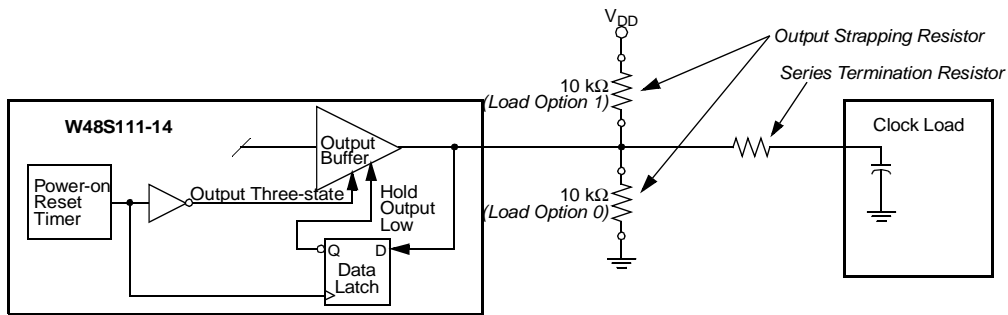 V_DD
Output Strapping Resistor
Series Termination Resistor
10 kΩ
(Load Option 1)
W48S111-14
Output
Buffer
Clock Load
Power-on
Reset
Timer
Output Three-state
Hold
Output
Low
10 kΩ
(Load Option 0)
Q
D
Data
Latch